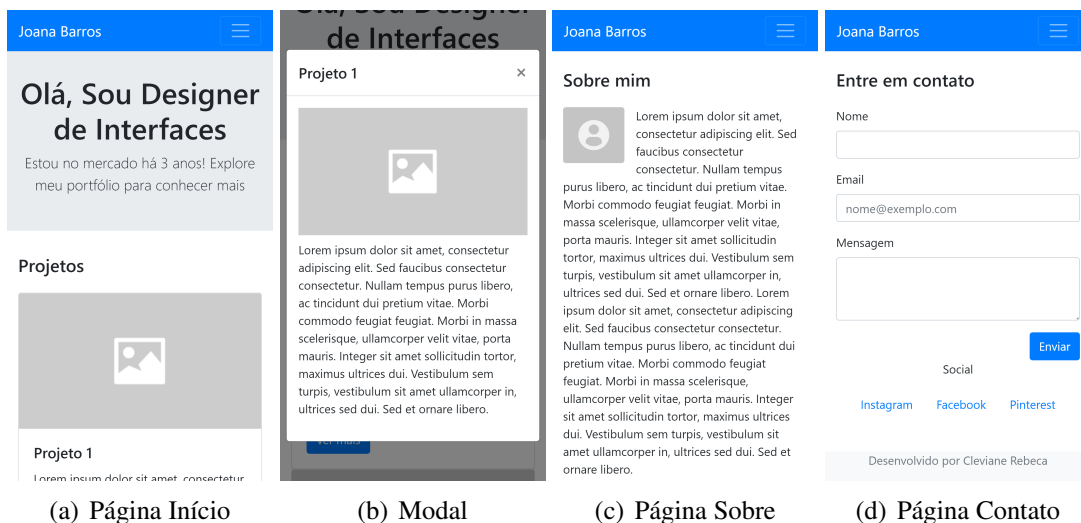 Joana Barros
Olá, Sou Designer
de Interfaces
Estou no mercado há 3 anos! Explore
meu portfólio para conhecer mais
Projetos
Projeto 1
Lorem ipsum dolor sit amet, consectetur
(a) Página Início
Olá, Sou Designer
de Interfaces
Projeto 1
×
Lorem ipsum dolor sit amet, consectetur
adipiscing elit. Sed faucibus consectetur
consectetur. Nullam tempus purus libero,
ac tincidunt dui pretium vitae. Morbi
commodo feugiat feugiat. Morbi in massa
scelerisque, ullamcorper velit vitae, porta
mauris. Integer sit amet sollicitudin tortor,
maximus ultrices dui. Vestibulum sem
turpis, vestibulum sit amet ullamcorper in,
ultrices sed dui. Sed et ornare libero.
Ver mais
(b) Modal
Joana Barros
Sobre mim
Lorem ipsum dolor sit amet,
consectetur adipiscing elit. Sed
faucibus consectetur
consectetur. Nullam tempus
purus libero, ac tincidunt dui pretium vitae.
Morbi commodo feugiat feugiat. Morbi in
massa scelerisque, ullamcorper velit vitae,
porta mauris. Integer sit amet sollicitudin
tortor, maximus ultrices dui. Vestibulum sem
turpis, vestibulum sit amet ullamcorper in,
ultrices sed dui. Sed et ornare libero. Lorem
ipsum dolor sit amet, consectetur adipiscing
elit. Sed faucibus consectetur consectetur.
Nullam tempus purus libero, ac tincidunt dui
pretium vitae. Morbi commodo feugiat
feugiat. Morbi in massa scelerisque,
ullamcorper velit vitae, porta mauris. Integer
sit amet sollicitudin tortor, maximus ultrices
dui. Vestibulum sem turpis, vestibulum sit
amet ullamcorper in, ultrices sed dui. Sed et
ornare libero.
(c) Página Sobre
Joana Barros
Entre em contato
Nome
Email
nome@exemplo.com
Mensagem
Enviar
Social
Instagram Facebook Pinterest
Desenvolvido por Cleviane Rebeca
(d) Página Contato